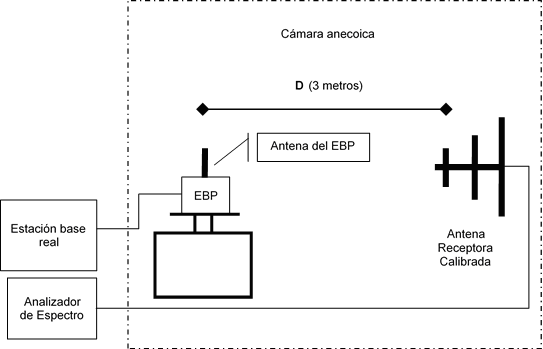 Cámara anecoica
D (3 metros)
Antena del EBP
EBP
Estación base
real
Antena
Receptora
Calibrada
Analizador
de Espectro